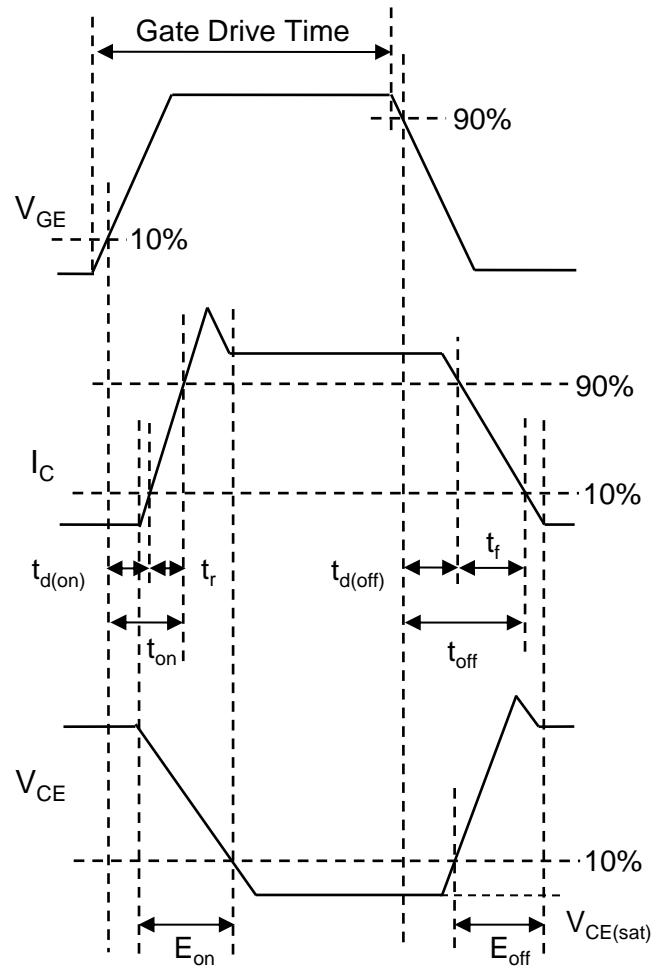 Gate Drive Time
90%
V_GE
10%
90%
I_C
10%
t_d(on)
t_r
t_d(off)
t_f
t_on
t_off
V_CE
10%
V_CE(sat)
E_on
E_off